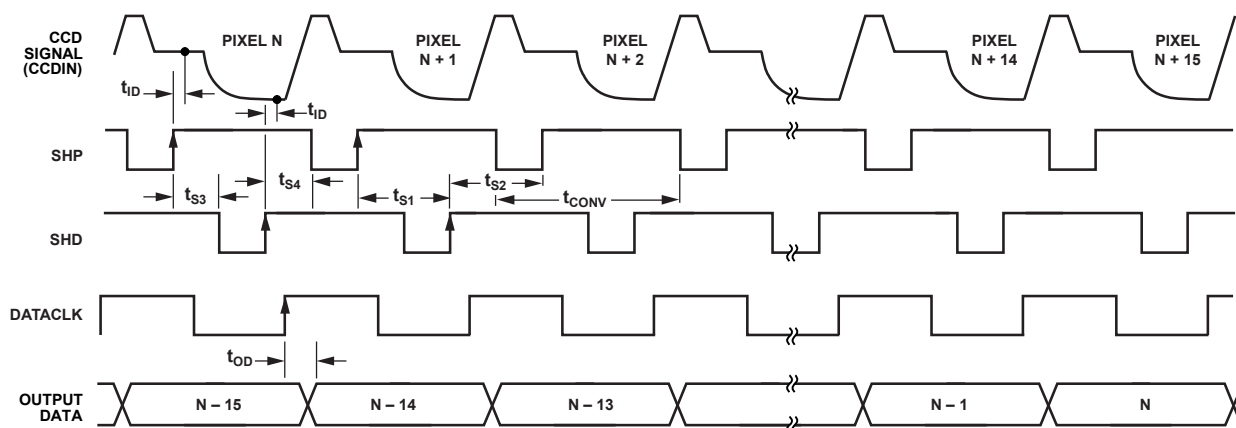 CCD
SIGNAL
(CCDIN)
PIXEL N
PIXEL
N + 1
PIXEL
N + 2
PIXEL
N + 14
PIXEL
N + 15
tID
tID
SHP
tS3
tS4
tS1
tS2
tCONV
SHD
DATACLK
tOD
OUTPUT
DATA
N – 15
N – 14
N – 13
N – 1
N